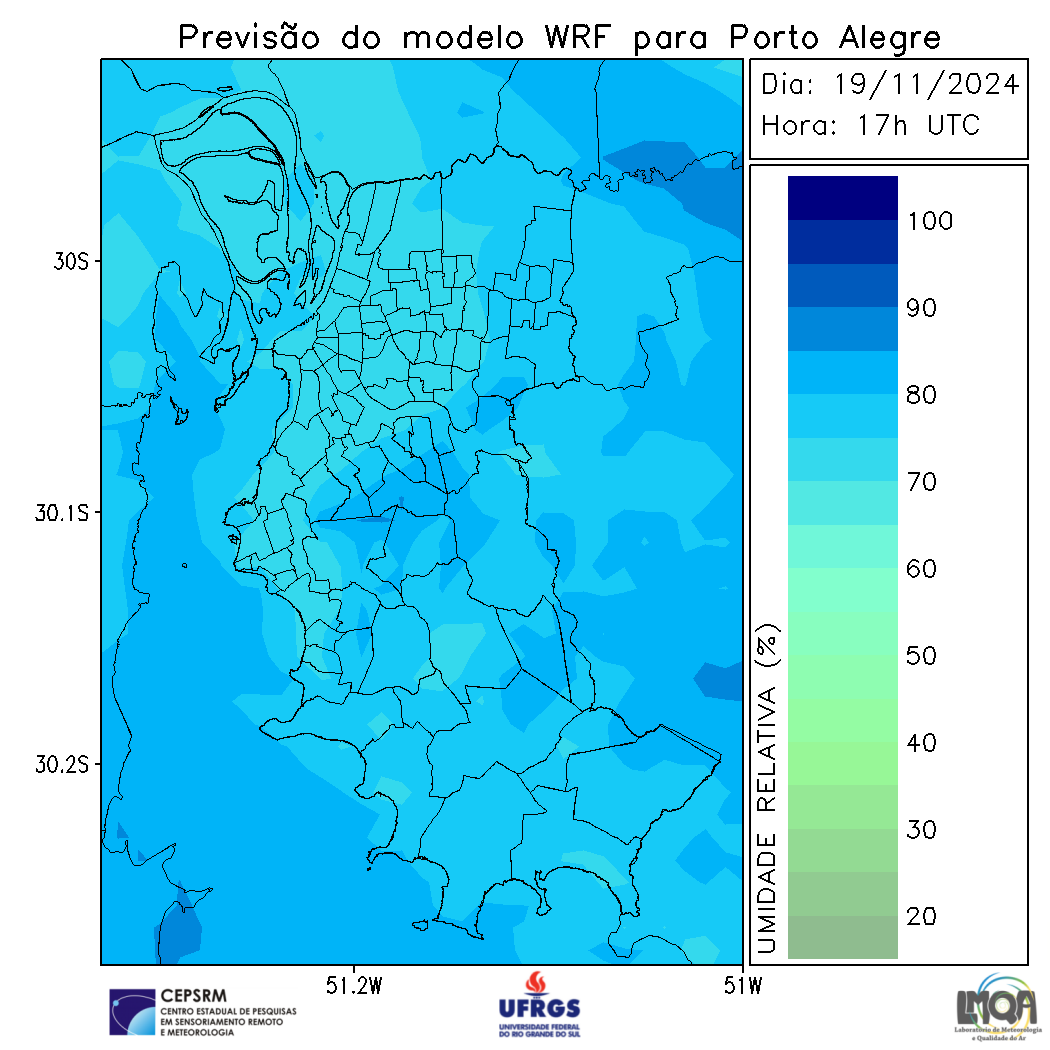 Previsão do modelo WRF para Porto Alegre
Dia: 19/11/2024
Hora: 17h UTC
30S
30.1S
30.2S
51.2W
51W
100
90
80
70
60
50
40
30
20
UMIDADE RELATIVA (%)
CEPSRM
CENTRO ESTADUAL DE PESQUISAS
EM SENSORIAMENTO REMOTO
E METEOROLOGIA
UFRGS
UNIVERSIDADE FEDERAL
DO RIO GRANDE DO SUL
LMQA
Laboratório de Meteorologia
e Qualidade do Ar